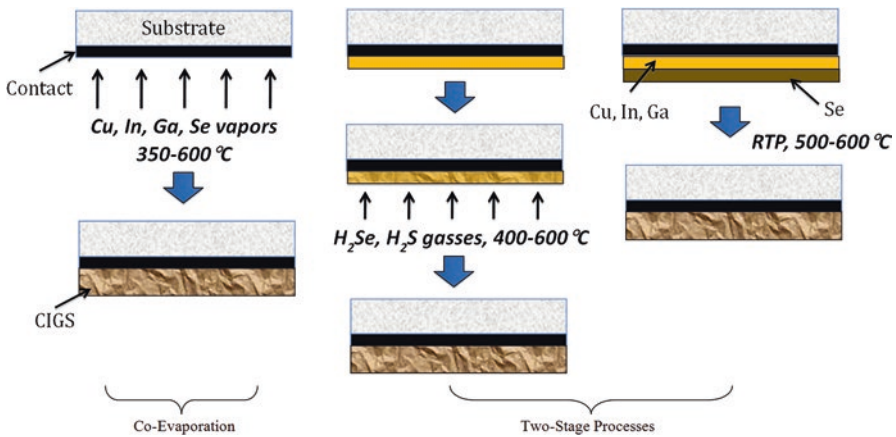 Substrate
Contact
Cu, In, Ga, Se vapors
350-600 °C
CIGS
Co-Evaporation
H₂Se, H₂S gasses, 400-600 °C
Cu, In, Ga
Se
RTP, 500-600 °C
Two-Stage Processes